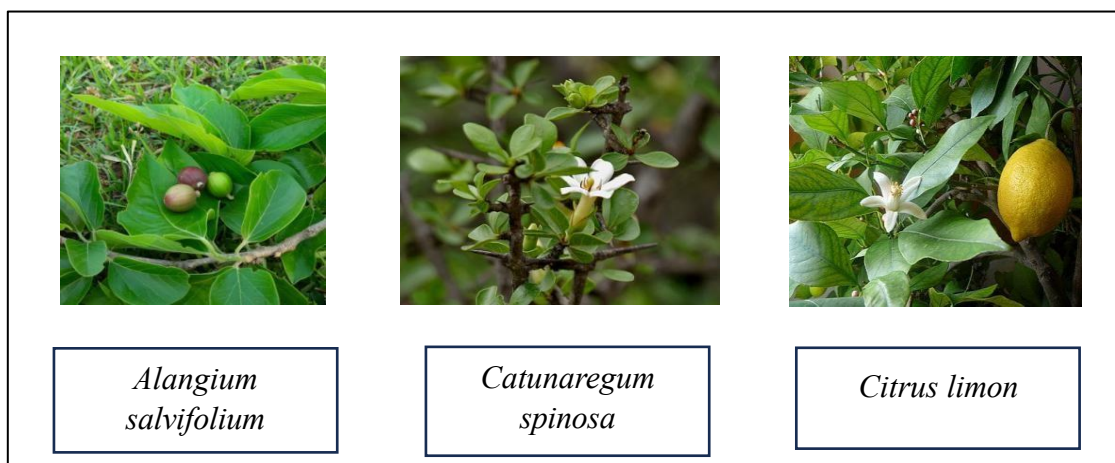 Alangium
salvifolium
Catunaregum
spinosa
Citrus limon